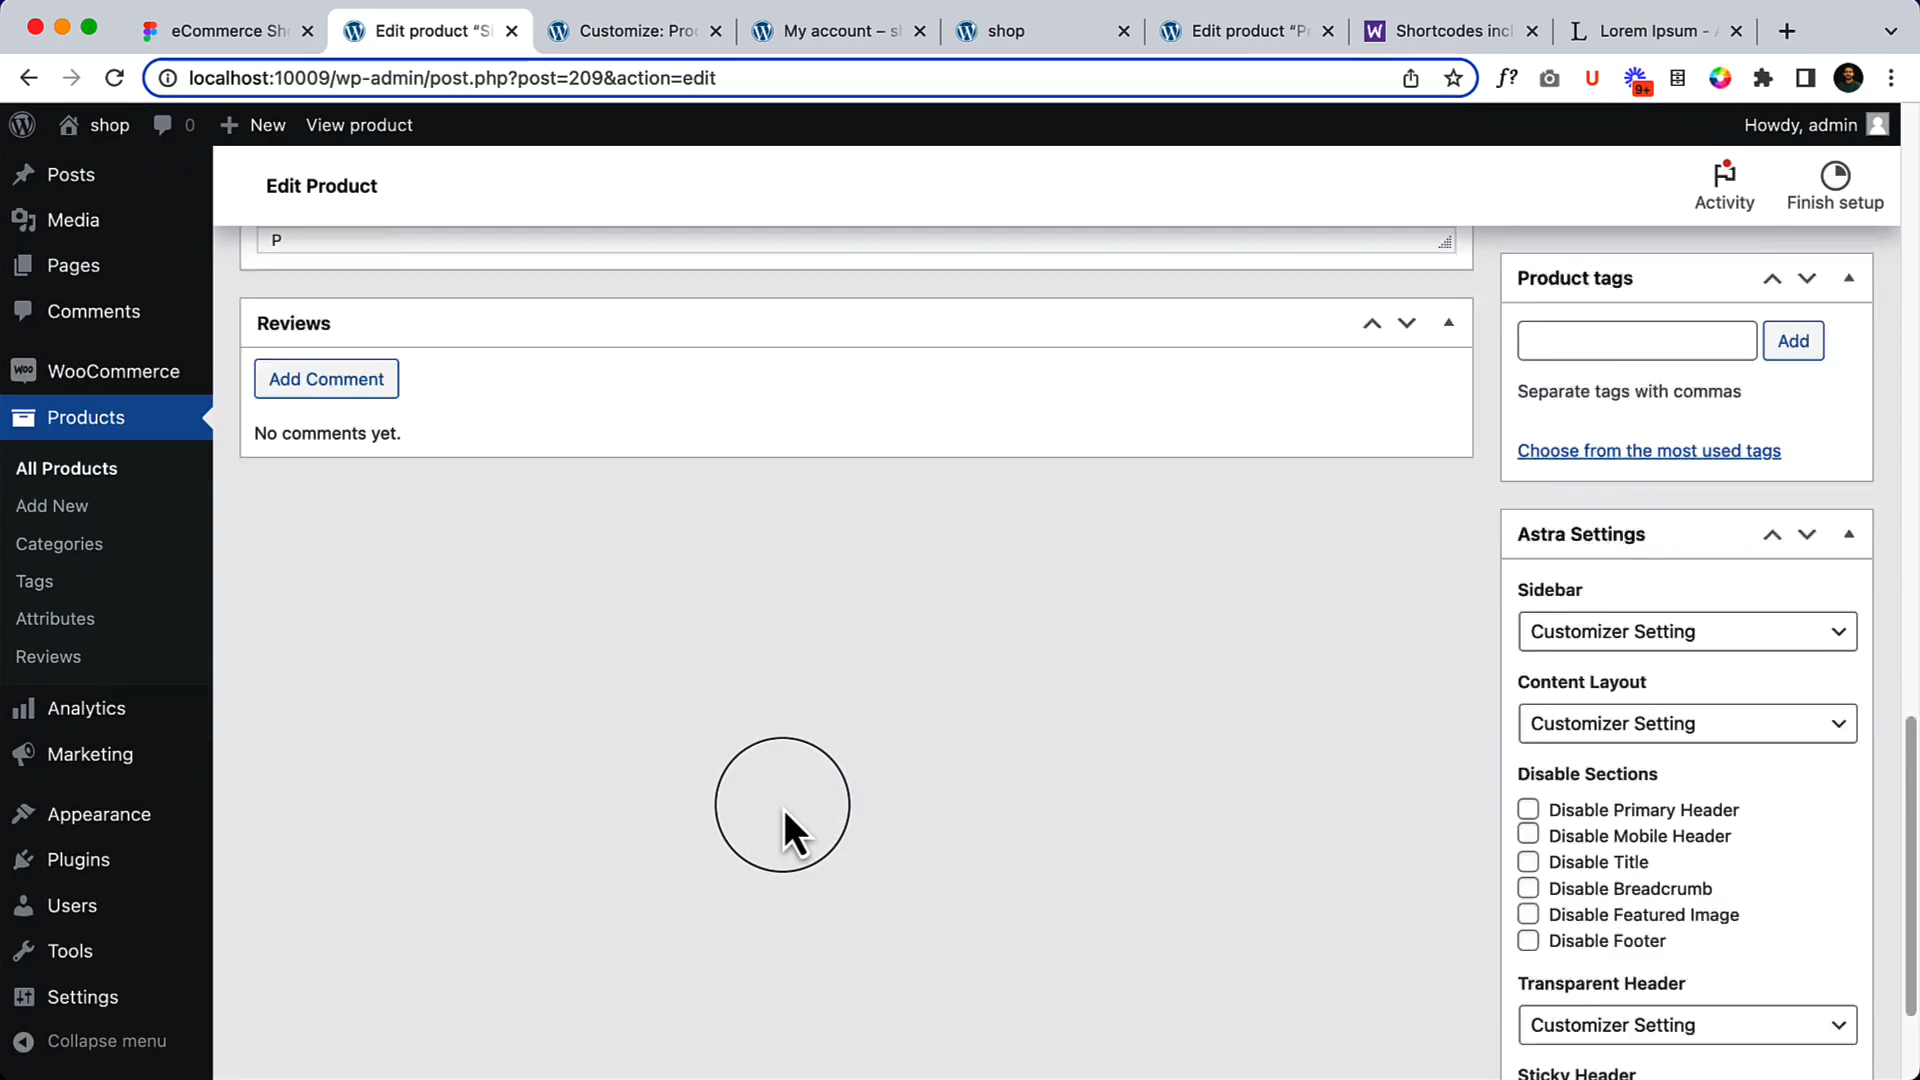 eCommerce Sh
Edit product “Si
Customize: Pro
My account – s
shop
Edit product “P
Shortcodes incl
Lorem Ipsum - A
localhost:10009/wp-admin/post.php?post=209&action=edit
f?
U
9+
shop
0
New
View product
Howdy, admin
Posts
Media
Pages
Comments
WOO
WooCommerce
Products
All Products
Add New
Categories
Tags
Attributes
Reviews
Analytics
Marketing
Appearance
Plugins
Users
Tools
Settings
Collapse menu
Edit Product
Activity
Finish setup
P
Reviews
Add Comment
No comments yet.
Product tags
Add
Separate tags with commas
Choose from the most used tags
Astra Settings
Sidebar
Customizer Setting
Content Layout
Customizer Setting
Disable Sections
Disable Primary Header
Disable Mobile Header
Disable Title
Disable Breadcrumb
Disable Featured Image
Disable Footer
Transparent Header
Customizer Setting
Sticky Header